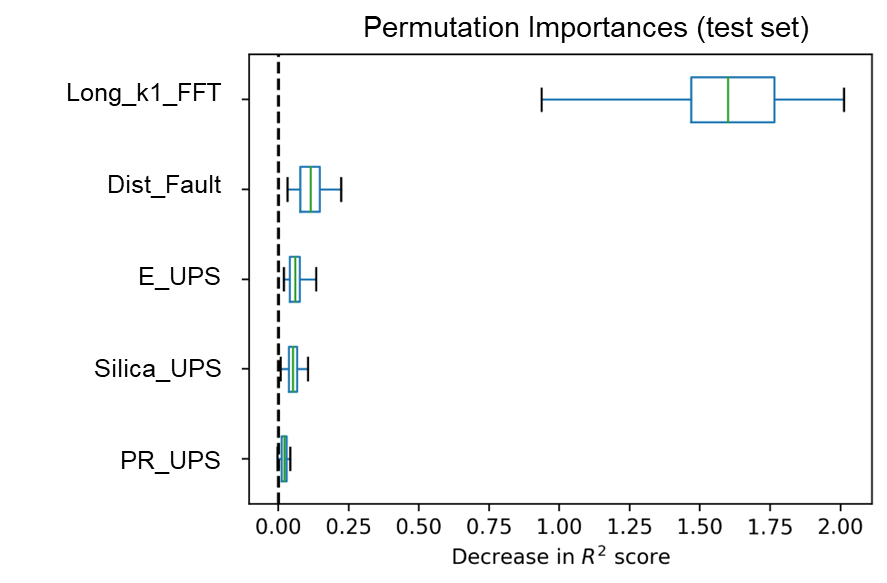 Permutation Importances (test set)
Long_k1_FFT
Dist_Fault
E_UPS
Silica_UPS
PR_UPS
0.00 0.25 0.50 0.75 1.00 1.25 1.50 1.75 2.00
Decrease in R² score